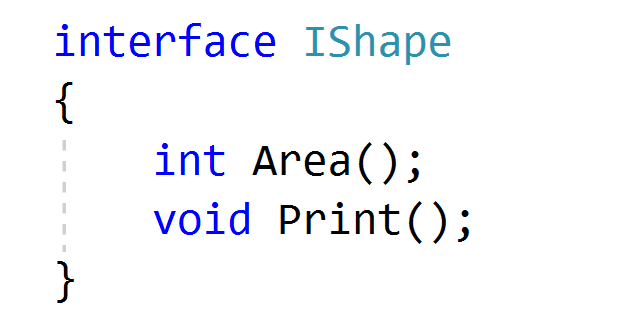 interface IShape
{
    int Area();
    void Print();
}